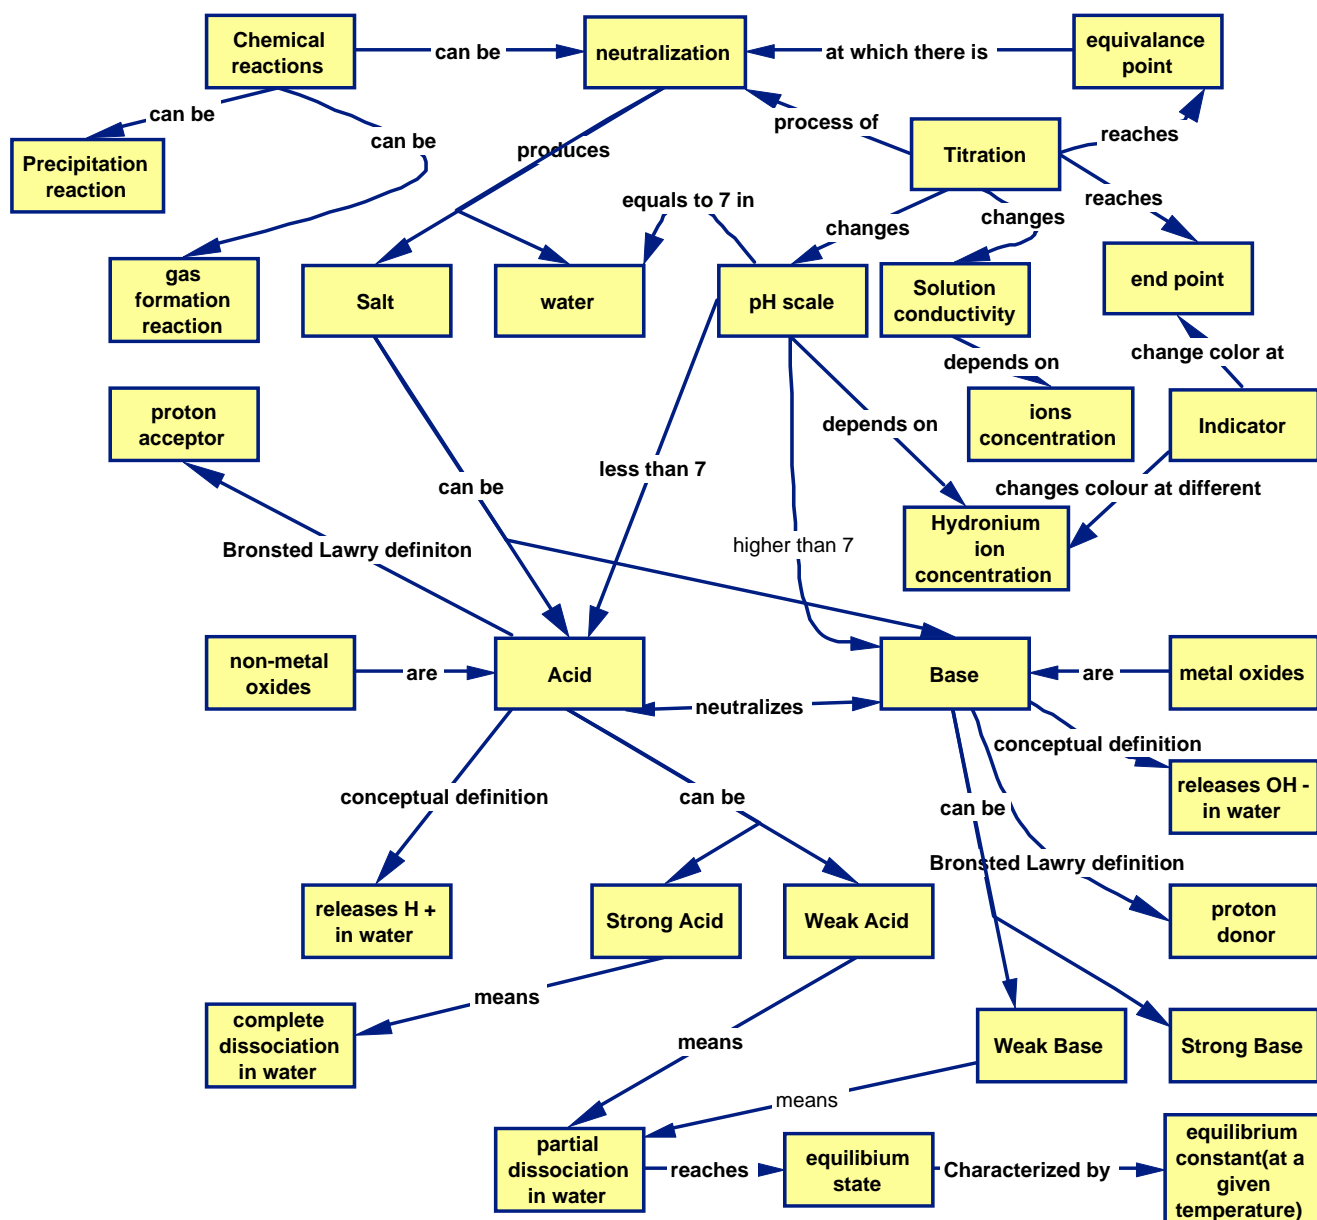 Chemical
reactions
can be
neutralization
at which there is
equivalance
point
can be
can be
produces
process of
Titration
reaches
reaches
Precipitation
reaction
equals to 7 in
changes
changes
gas
formation
reaction
Salt
water
pH scale
Solution
conductivity
end point
depends on
change color at
proton
acceptor
can be
less than 7
depends on
ions
concentration
Indicator
changes colour at different
Bronsted Lawry definiton
higher than 7
Hydronium
ion
concentration
non-metal
oxides
are
Acid
neutralizes
Base
are
metal oxides
conceptual definition
can be
conceptual definition
releases OH -
in water
can be
Bronsted Lawry definition
releases H +
in water
Strong Acid
Weak Acid
proton
donor
means
complete
dissociation
in water
means
Weak Base
Strong Base
means
partial
dissociation
in water
reaches
equilibium
state
Characterized by
equilibrium
constant(at a
given
temperature)